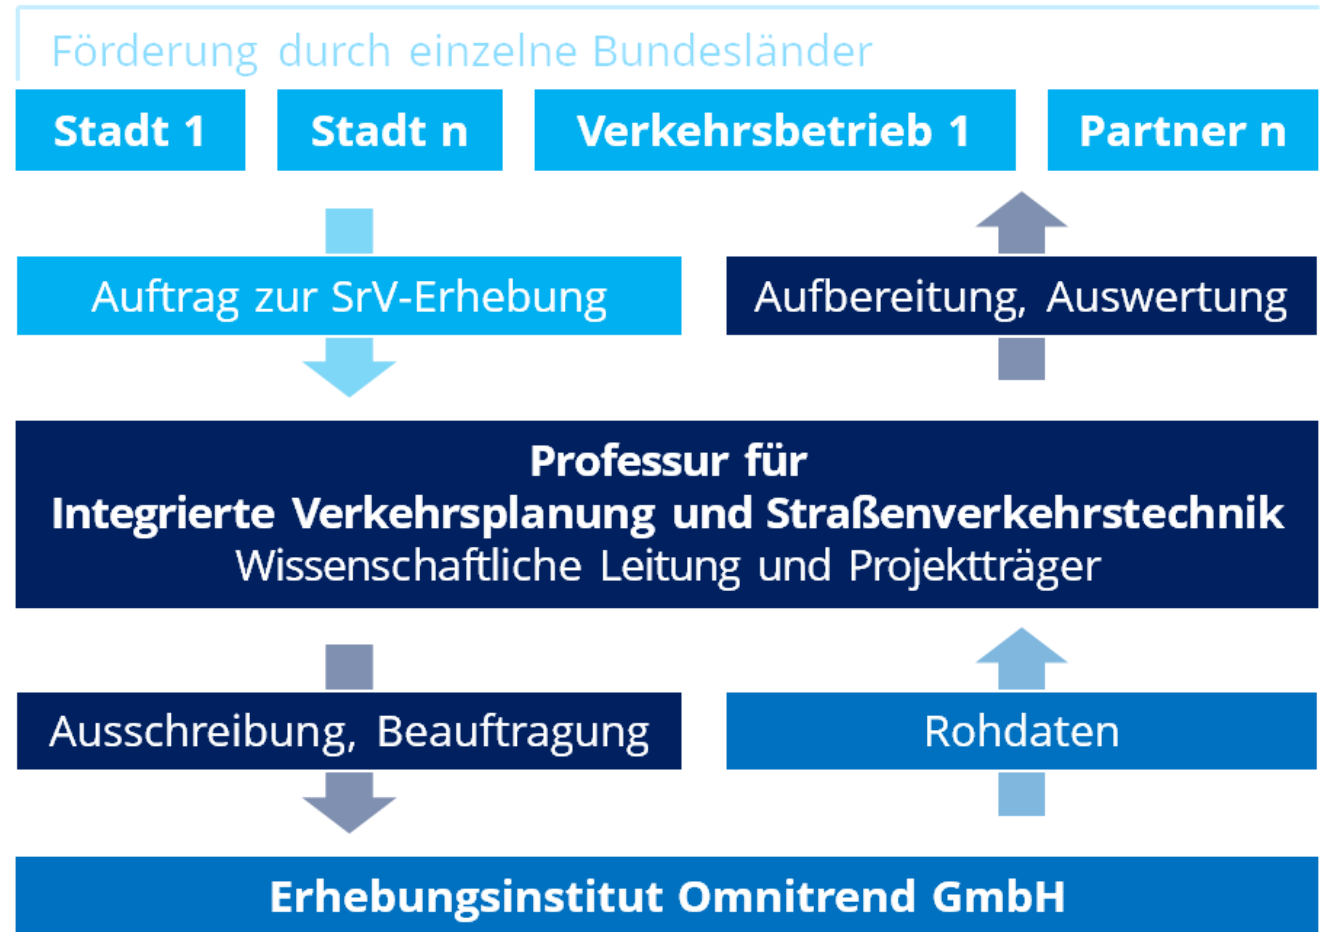 Förderung durch einzelne Bundesländer
Stadt 1 Stadt n Verkehrsbetrieb 1 Partner n
Auftrag zur SrV-Erhebung Aufbereitung, Auswertung
Professur für
Integrierte Verkehrsplanung und Straßenverkehrstechnik
Wissenschaftliche Leitung und Projektträger
Ausschreibung, Beauftragung Rohdaten
Erhebungsinstitut Omnitrend GmbH